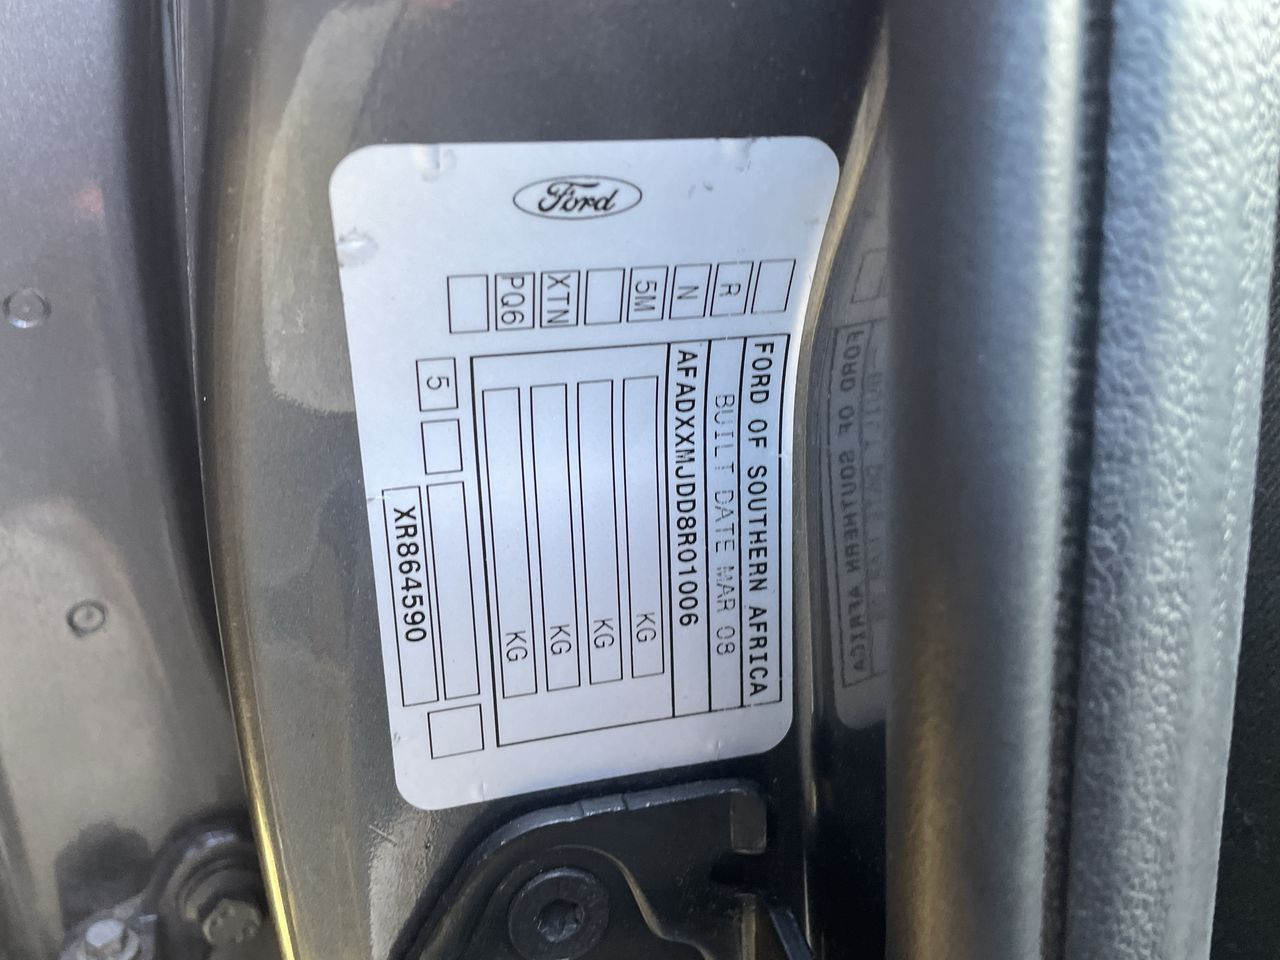 Ford
R
N
5M
XTN
PQ6
FORD OF SOUTHERN AFRICA
BUILT DATE MAR 08
AFADXXMJDD8R01006
KG
KG
KG
KG
5
XR864590